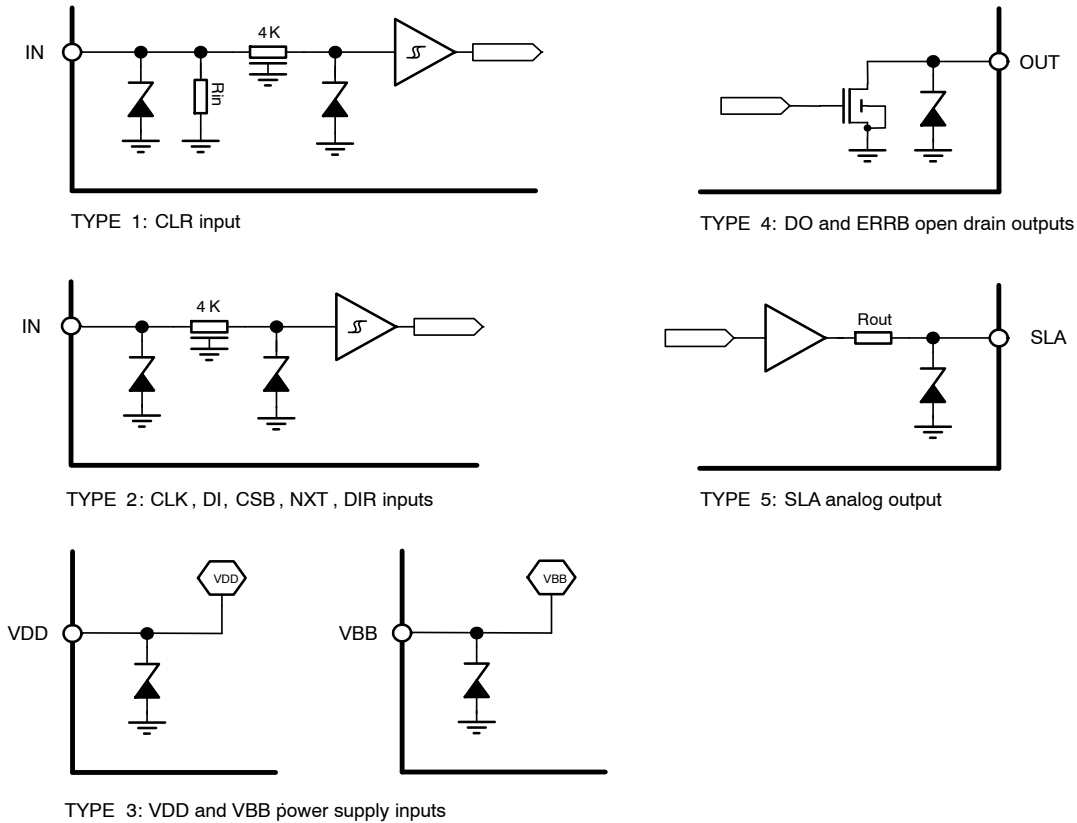 4K
IN
Rin
TYPE 1: CLR input
OUT
TYPE 4: DO and ERRB open drain outputs
4 K
IN
TYPE 2: CLK , DI, CSB , NXT , DIR inputs
Rout
SLA
TYPE 5: SLA analog output
VDD
VDD
VBB
VBB
TYPE 3: VDD and VBB power supply inputs